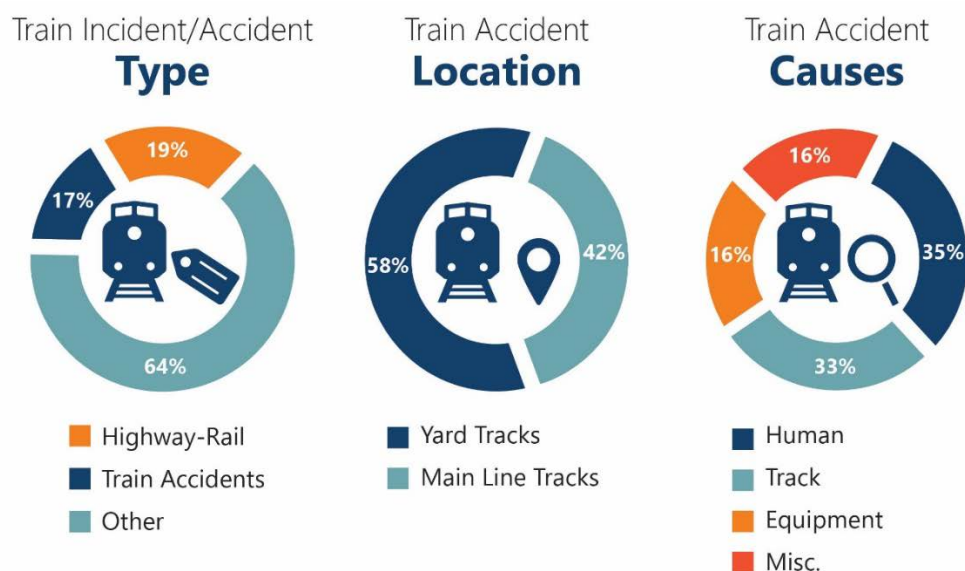 Train Incident/Accident
Type
19%
17%
64%
Highway-Rail
Train Accidents
Other
Train Accident
Location
58%
42%
Yard Tracks
Main Line Tracks
Train Accident
Causes
16%
35%
16%
33%
Human
Track
Equipment
Misc.